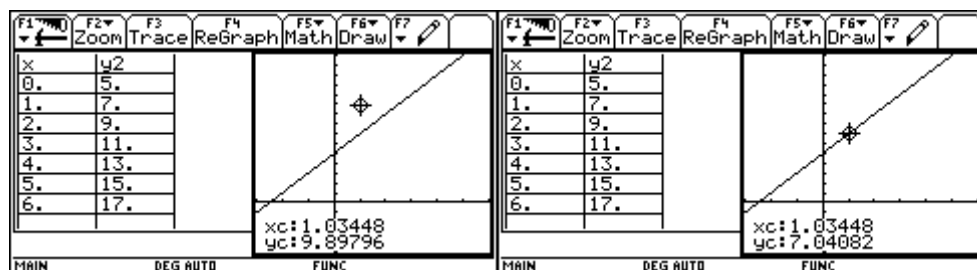 F1 F2 F3 F4 F5 F6 F7
Zoom Trace ReGraph Math Draw
x y2
0. 5.
1. 7.
2. 9.
3. 11.
4. 13.
5. 15.
6. 17.
xc:1.03448
yc:9.89796
MAIN DEG AUTO FUNC
F1 F2 F3 F4 F5 F6 F7
Zoom Trace ReGraph Math Draw
x y2
0. 5.
1. 7.
2. 9.
3. 11.
4. 13.
5. 15.
6. 17.
xc:1.03448
yc:7.04082
MAIN DEG AUTO FUNC